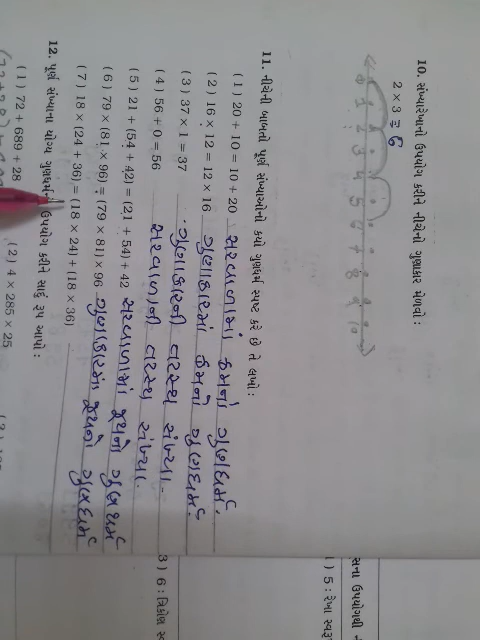 10. સંખ્યારેખાનો ઉપયોગ કરીને નીચેનો ગુણાકાર મેળવો :
2 × 3 = 6
0 1 2 3 4 5 6 7 8 9 10
11. નીચેની બાબતો પૂર્ણ સંખ્યાઓનો કયો ગુણધર્મ સ્પષ્ટ કરે છે તે લખો :
(1) 20 + 10 = 10 + 20 સરવાળામાં ક્રમનો ગુણધર્મ.
(2) 16 × 12 = 12 × 16 ગુણાકારમાં ક્રમનો ગુણધર્મ.
(3) 37 × 1 = 37 ગુણાકારની તટસ્થ સંખ્યા.
(4) 56 + 0 = 56 સરવાળાની તટસ્થ સંખ્યા.
(5) 21 + (54 + 42) = (21 + 54) + 42 સરવાળામાં જૂથનો ગુણધર્મ
(6) 79 × (81 × 96) = (79 × 81) × 96 ગુણાકારમાં જૂથનો ગુણધર્મ
(7) 18 × (24 + 36) = (18 × 24) + (18 × 36)
12. પૂર્ણ સંખ્યાના યોગ્ય ગુણધર્મનો ઉપયોગ કરીને સાદું રૂપ આપો :
(1) 72 + 689 + 28 (2) 4 × 285 × 25